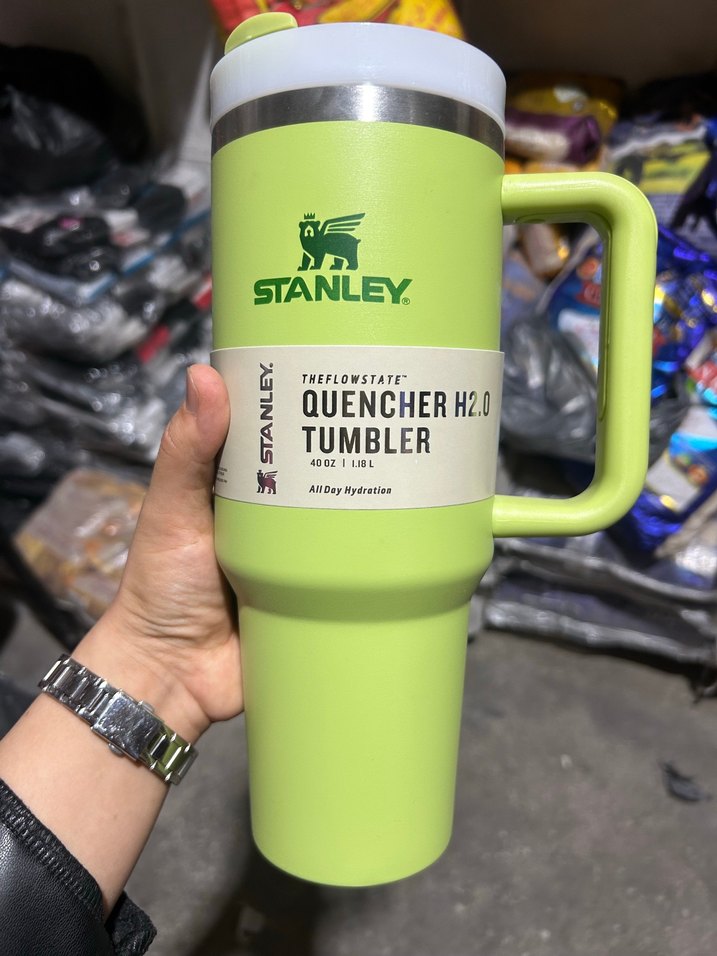 STANLEY®
STANLEY®
THEFLOWSTATE™
QUENCHER H2.0
TUMBLER
40 OZ | 1.18 L
All Day Hydration